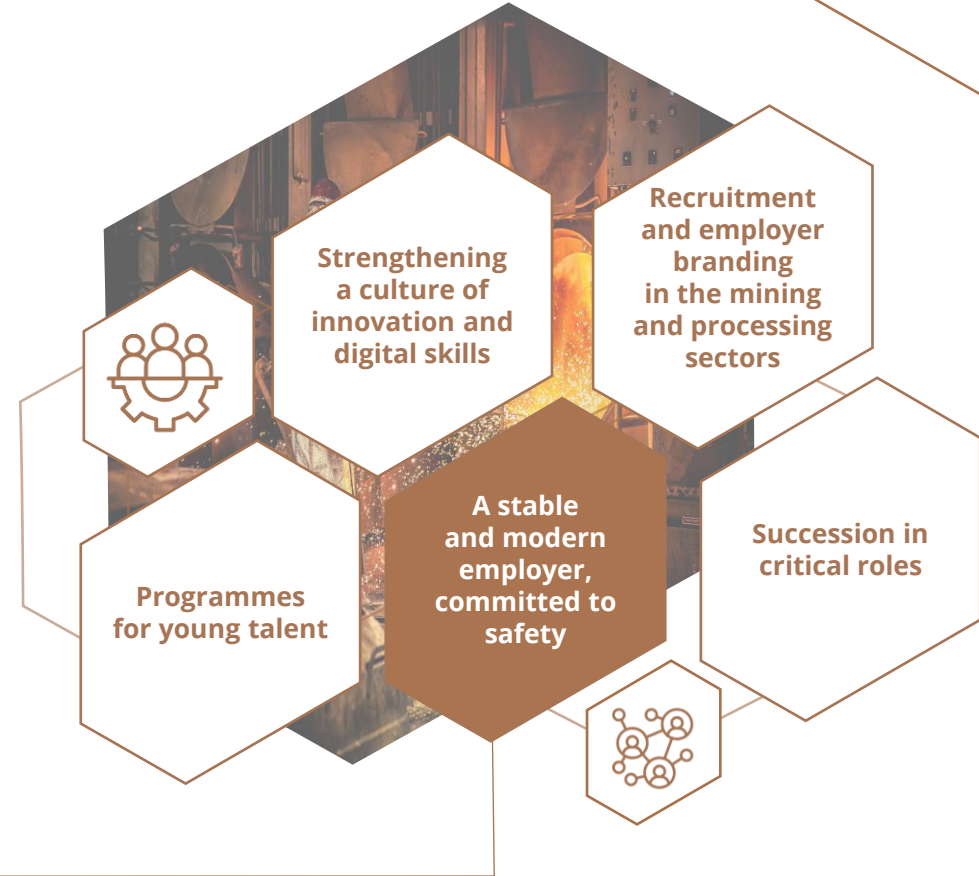 Strengthening
a culture of
innovation and
digital skills
Recruitment
and employer
branding
in the mining
and processing
sectors
Programmes
for young talent
A stable
and modern
employer,
committed to
safety
Succession in
critical roles